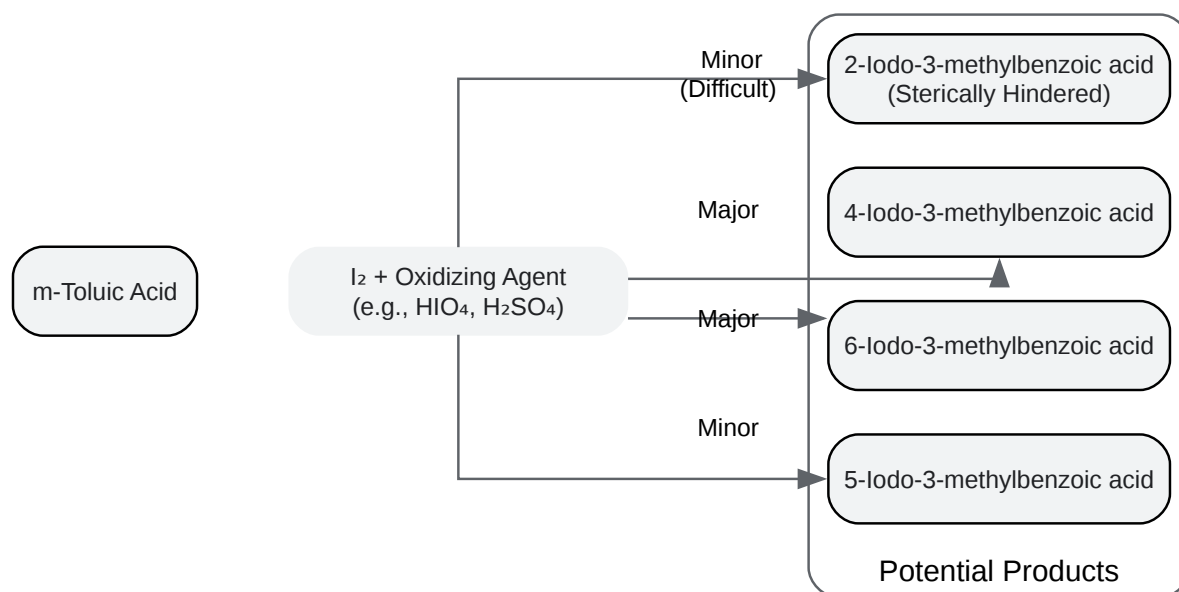 m-Toluic Acid
I₂ + Oxidizing Agent
(e.g., HIO₄, H₂SO₄)
Minor
(Difficult)
Major
Major
Minor
2-Iodo-3-methylbenzoic acid
(Sterically Hindered)
4-Iodo-3-methylbenzoic acid
6-Iodo-3-methylbenzoic acid
5-Iodo-3-methylbenzoic acid
Potential Products